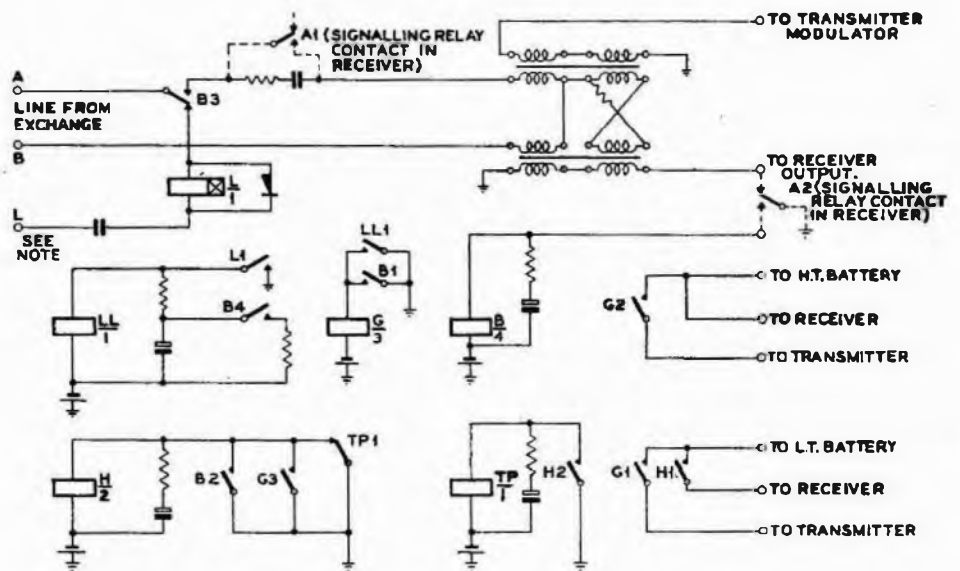 TO TRANSMITTER
MODULATOR
A1 (SIGNALLING RELAY
CONTACT IN
RECEIVER)
A
B3
LINE FROM
EXCHANGE
B
L
1
TO RECEIVER
OUTPUT.
A2 (SIGNALLING
RELAY CONTACT
IN RECEIVER)
L
SEE
NOTE
LL1
L1
B1
B4
LL
1
G
3
B
4
G2
TO H.T. BATTERY
TO RECEIVER
TO TRANSMITTER
TP1
H
2
B2
G3
TP
1
H2
G1
H1.
TO L.T. BATTERY
TO RECEIVER
TO TRANSMITTER